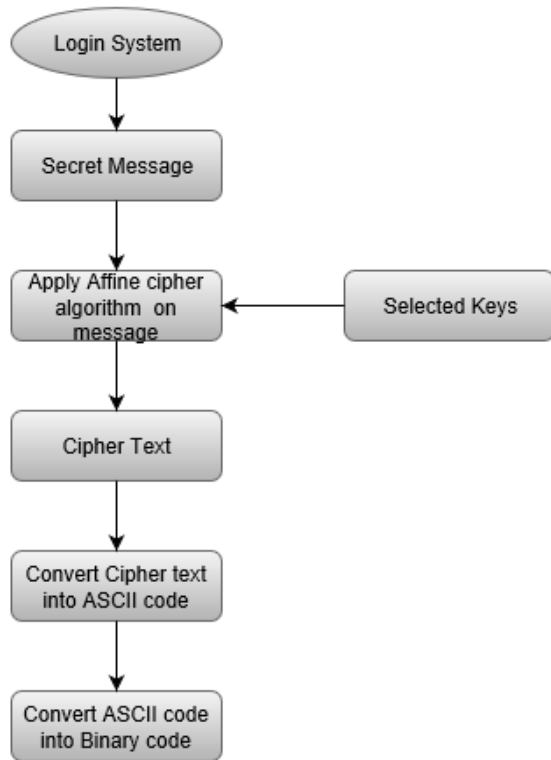 Login System
Secret Message
Apply Affine cipher
algorithm on
message
Selected Keys
Cipher Text
Convert Cipher text
into ASCII code
Convert ASCII code
into Binary code